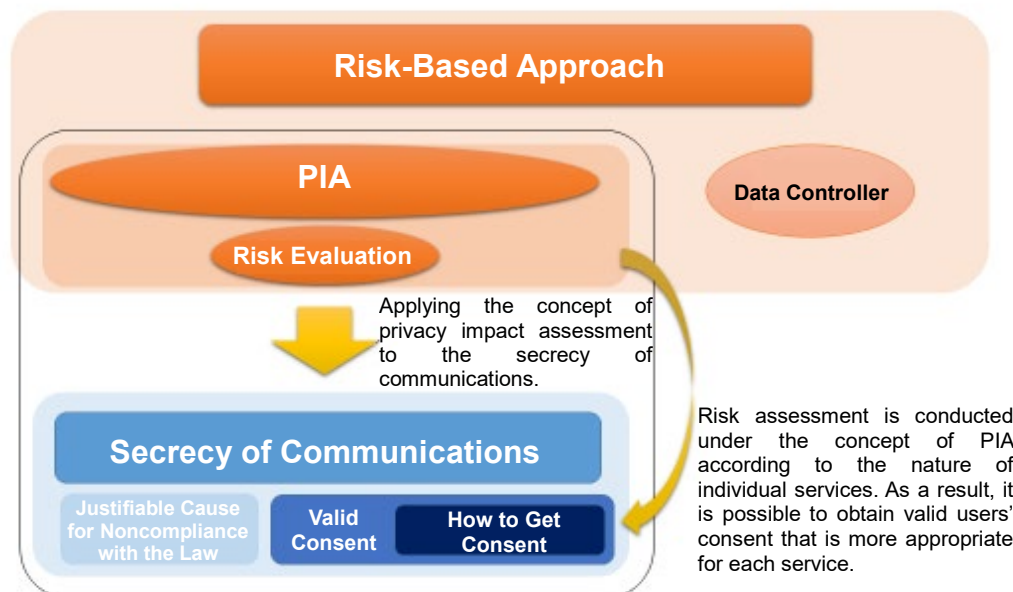 Risk-Based Approach
PIA
Data Controller
Risk Evaluation
Applying the concept of
privacy impact assessment
to the secrecy of
communications.
Secrecy of Communications
Justifiable Cause
for Noncompliance
with the Law
Valid
Consent
How to Get
Consent
Risk assessment is conducted
under the concept of PIA
according to the nature of
individual services. As a result, it
is possible to obtain valid users’
consent that is more appropriate
for each service.